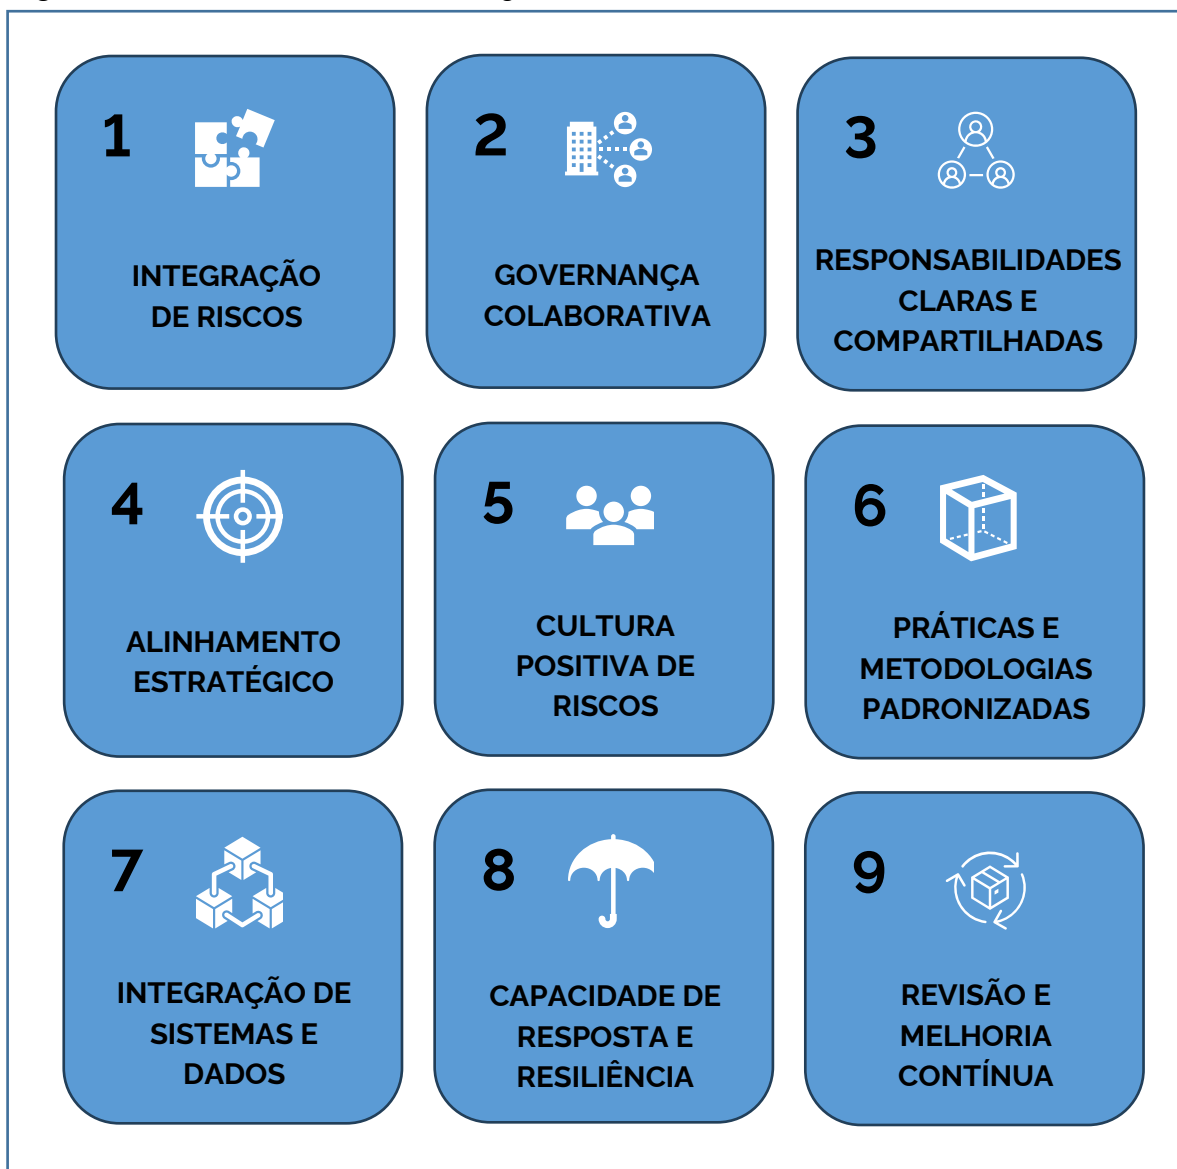 1
INTEGRAÇÃO
DE RISCOS
2
GOVERNANÇA
COLABORATIVA
3
RESPONSABILIDADES
CLARAS E
COMPARTILHADAS
4
ALINHAMENTO
ESTRATÉGICO
5
CULTURA
POSITIVA DE
RISCOS
6
PRÁTICAS E
METODOLOGIAS
PADRONIZADAS
7
INTEGRAÇÃO DE
SISTEMAS E
DADOS
8
CAPACIDADE DE
RESPOSTA E
RESILIÊNCIA
9
REVISÃO E
MELHORIA
CONTÍNUA